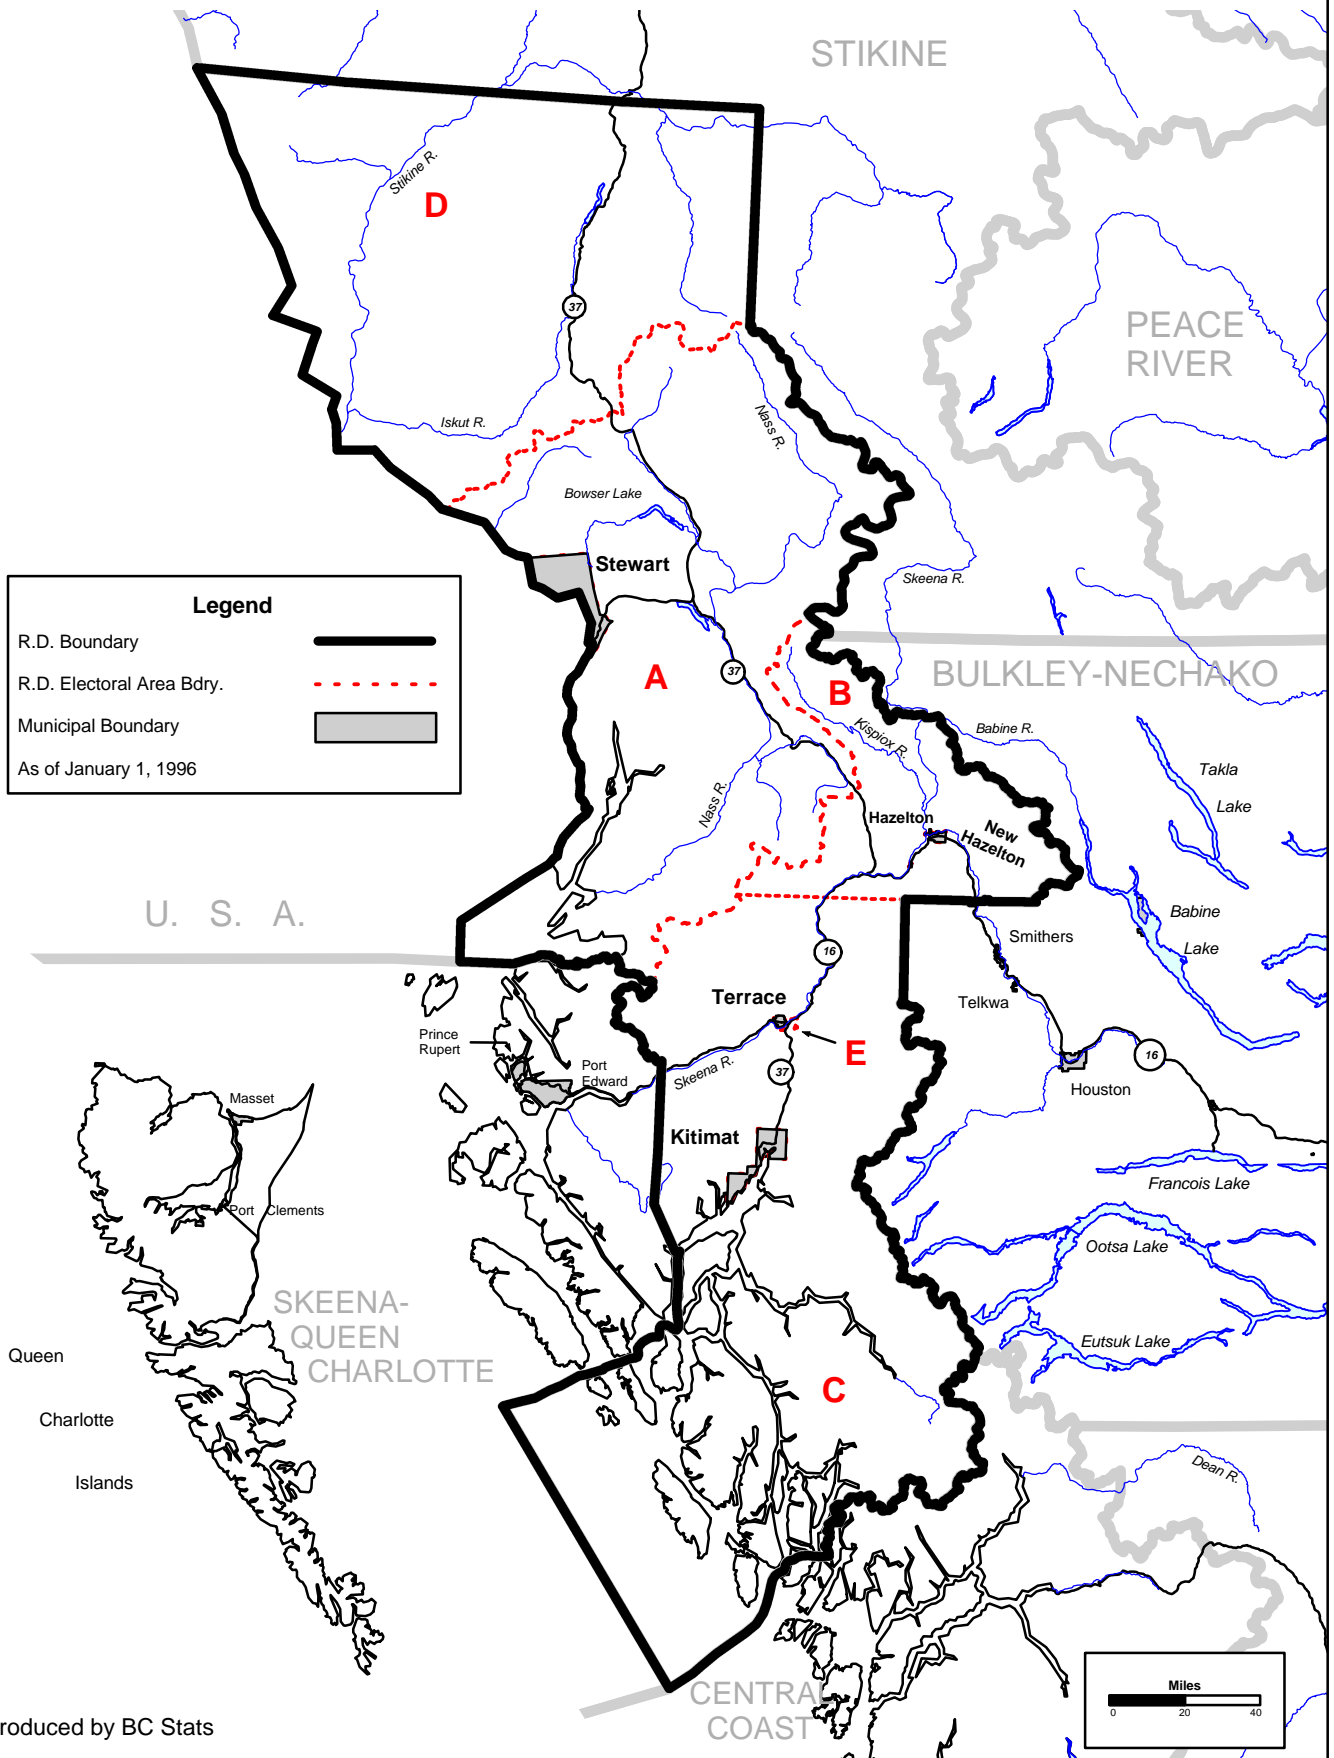 STIKINE
Stikine R.
D
37
PEACE
RIVER
Nass R.
Iskut R.
Bowser Lake
Stewart
Skeena R.
Legend
R.D. Boundary
R.D. Electoral Area Bdry.
Municipal Boundary
As of January 1, 1996
A
37
B
BULKLEY-NECHAKO
Kispiox R.
Babine R.
Takla
Lake
Nass R.
Hazelton
New
Hazelton
U. S. A.
Babine
Lake
Smithers
16
Terrace
Telkwa
Prince
Rupert
E
Port
Edward
Skeena R.
37
16
Houston
Masset
Kitimat
Port Clements
Francois Lake
Ootsa Lake
SKEENA-
QUEEN
CHARLOTTE
Eutsuk Lake
Queen
Charlotte
Islands
C
Dean R.
CENTRAL
COAST
Miles
0 20 40
roduced by BC Stats